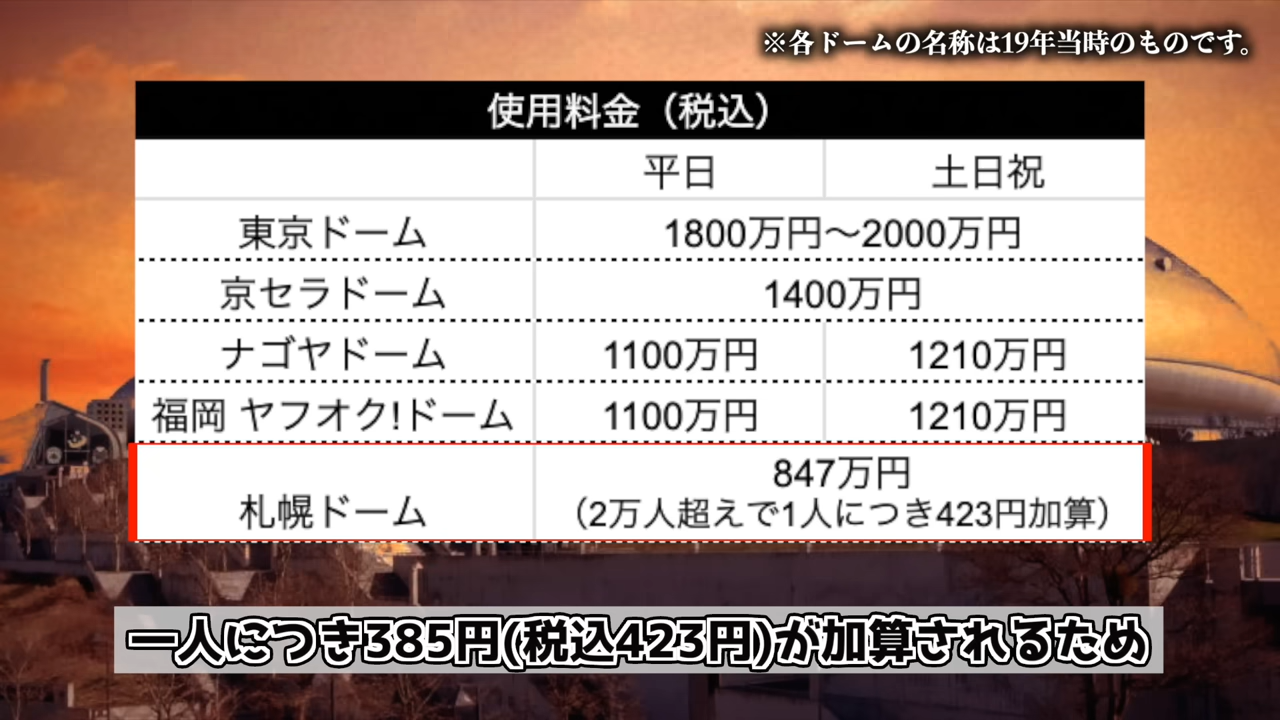 ※各ドームの名称は19年当時のものです。
使用料金（税込）
平日 土日祝
東京ドーム 1800万円〜2000万円
京セラドーム 1400万円
ナゴヤドーム 1100万円 1210万円
福岡 ヤフオク!ドーム 1100万円 1210万円
847万円
札幌ドーム （2万人超えで1人につき423円加算）
一人につき385円(税込423円)が加算されるため